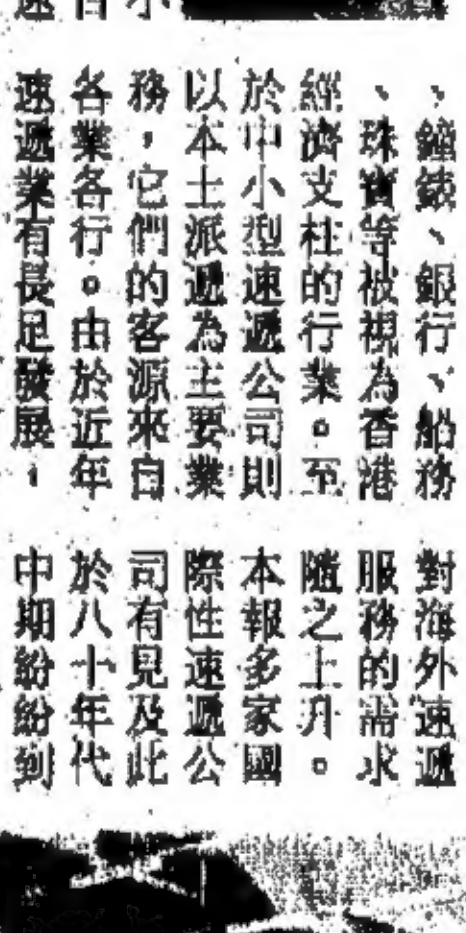 、鐘錶、銀行、船務
、珠寶等被視為香港
經濟支柱的行業。至
於中小型速遞公司則
以本土派遞為主要業
務，它們的客源來自
各業各行。由於近年
速遞業有長足發展，
對海外速遞
服務的需求
隨之上升。
本報多家國
際性速遞公
司有見及此
於八十年代
中期紛紛到